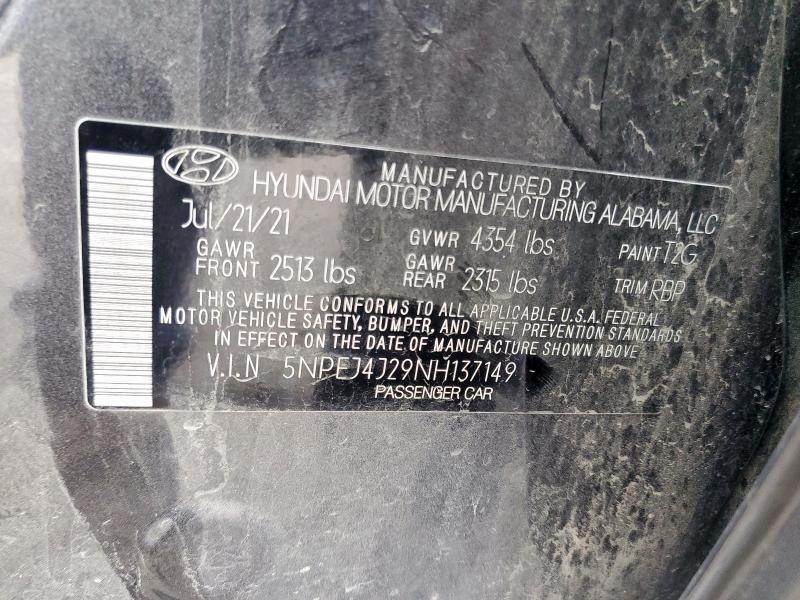 MANUFACTURED BY
HYUNDAI MOTOR MANUFACTURING ALABAMA, LLC
Jul/21/21
GVWR 4354 lbs
PAINT T2G
GAWR FRONT 2513 lbs
GAWR REAR 2315 lbs
TRIM RBP
THIS VEHICLE CONFORMS TO ALL APPLICABLE U.S.A. FEDERAL
MOTOR VEHICLE SAFETY, BUMPER, AND THEFT PREVENTION STANDARDS
IN EFFECT ON THE DATE OF MANUFACTURE SHOWN ABOVE
V.I.N 5NPEJ4J29NH137149
PASSENGER CAR